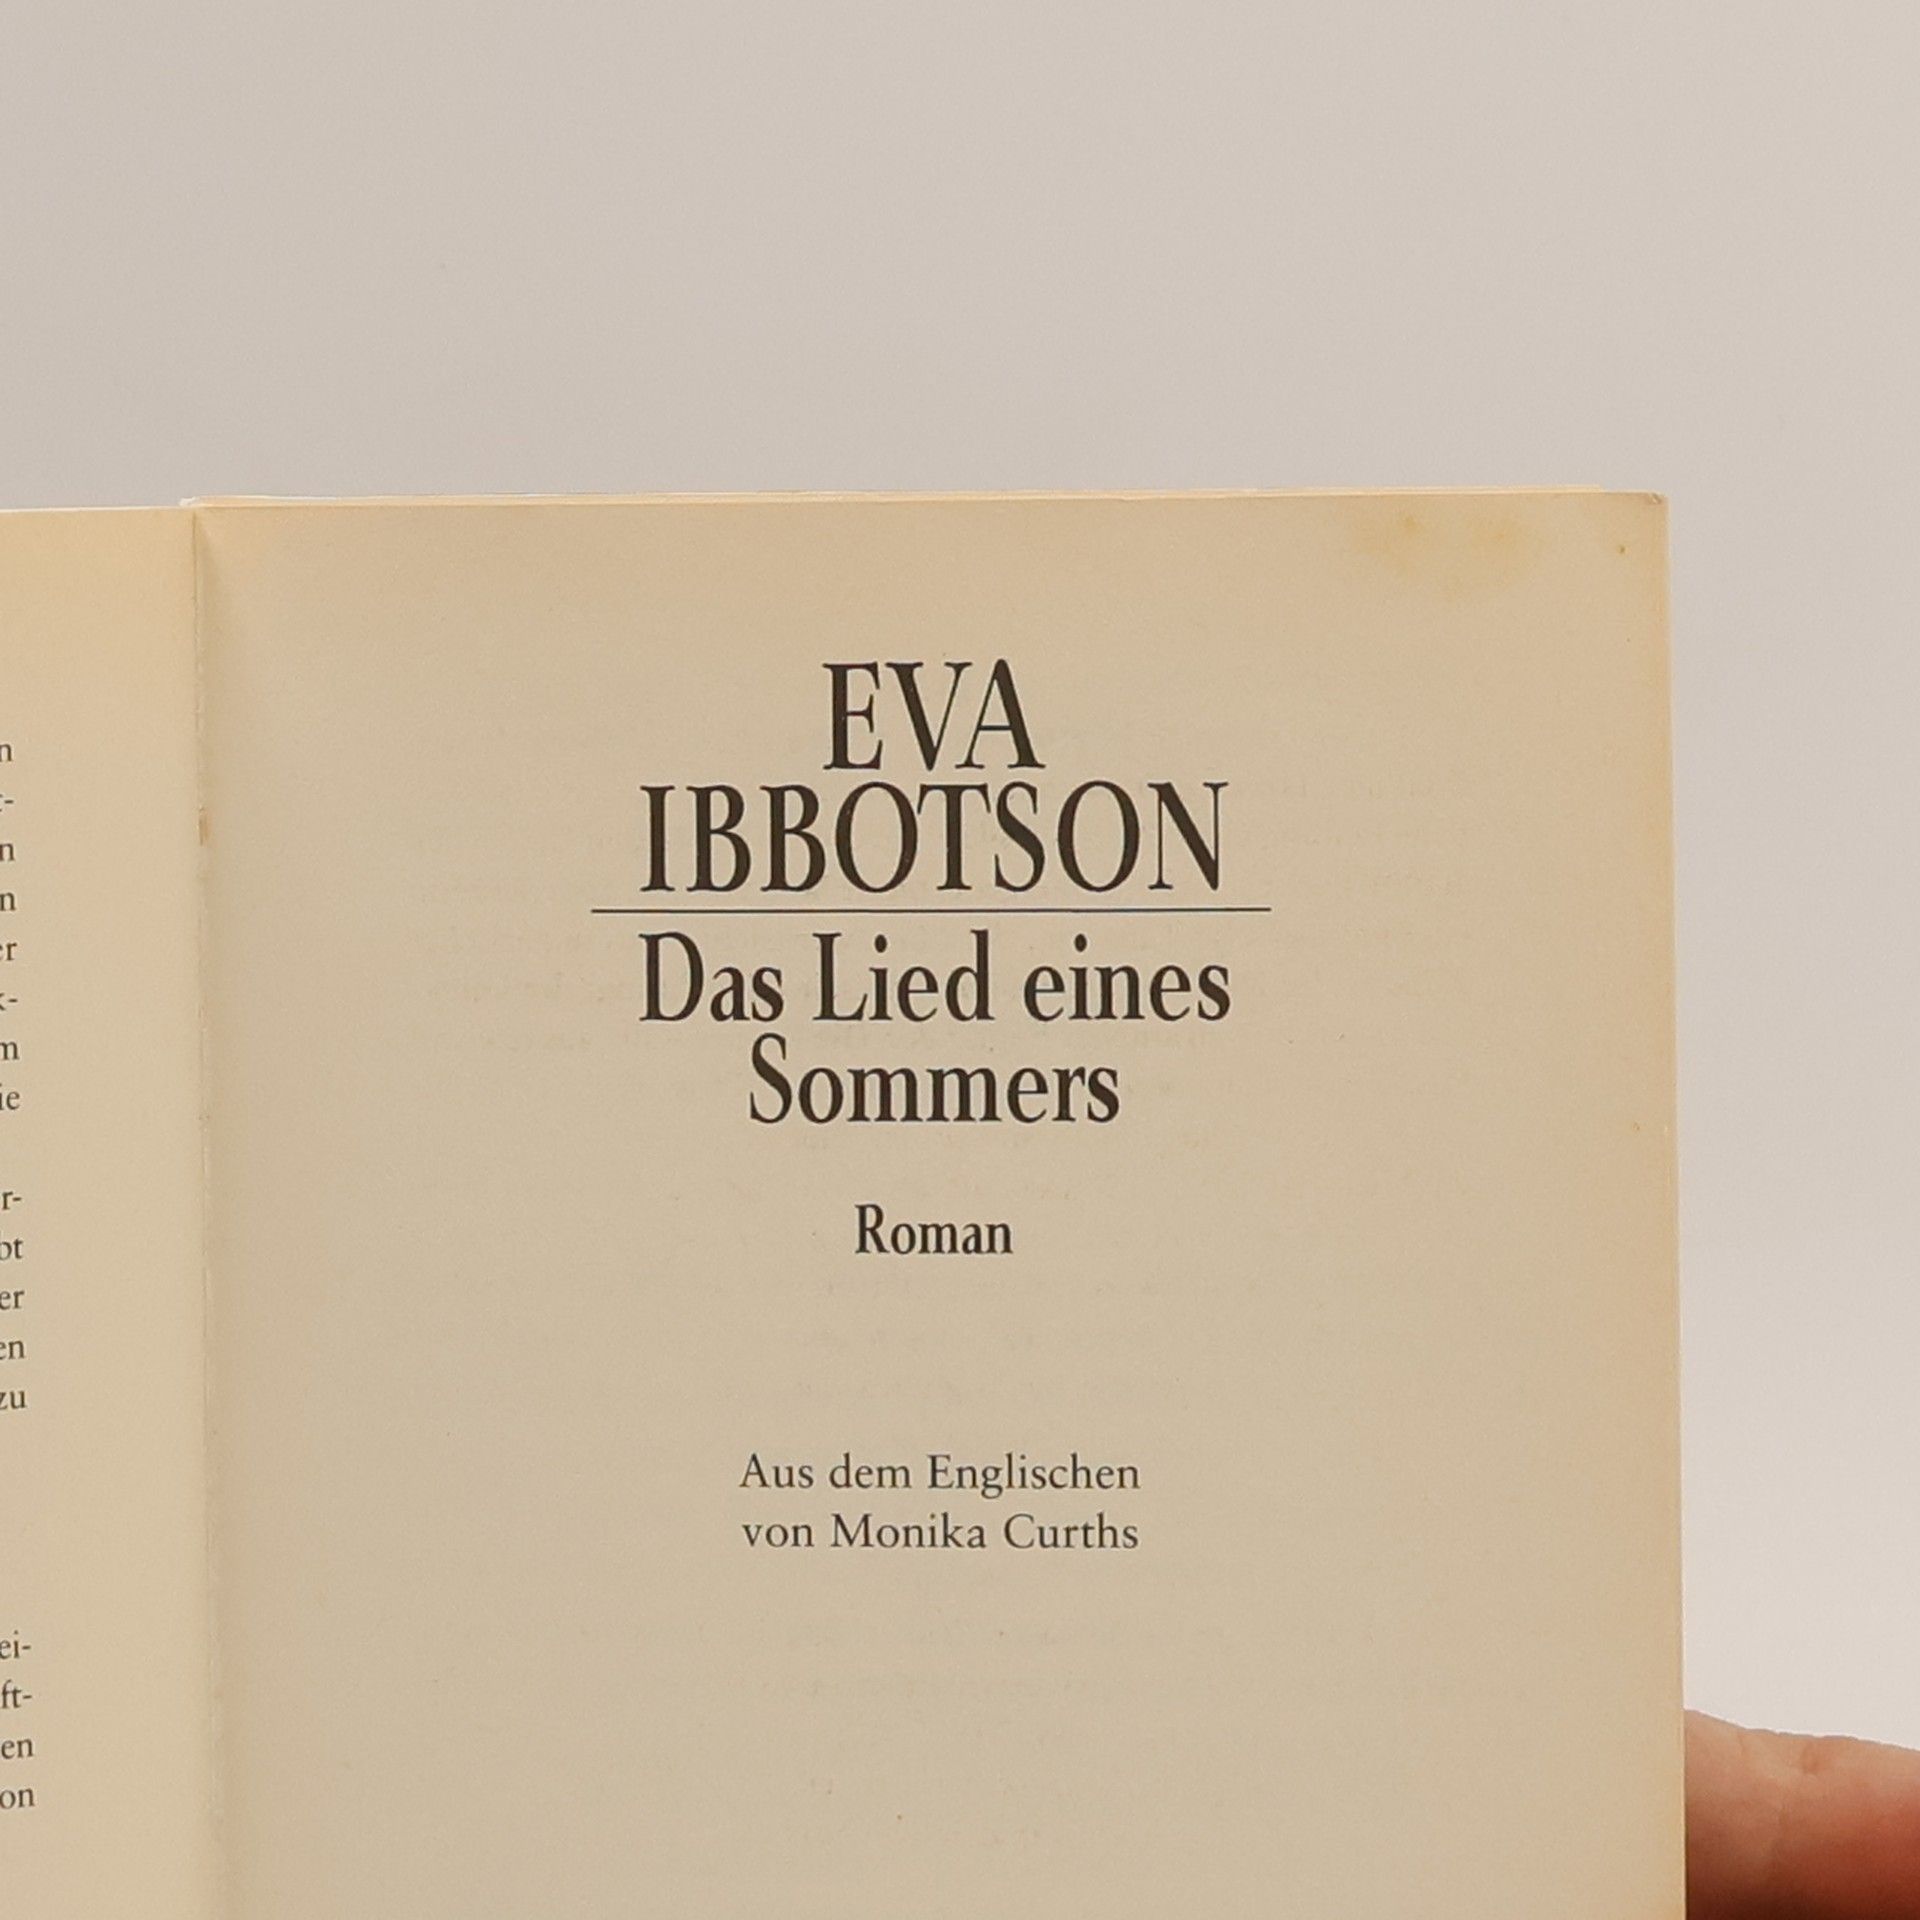 EVA
IBBOTSON
Das Lied eines
Sommers
Roman
Aus dem Englischen
von Monika Curths